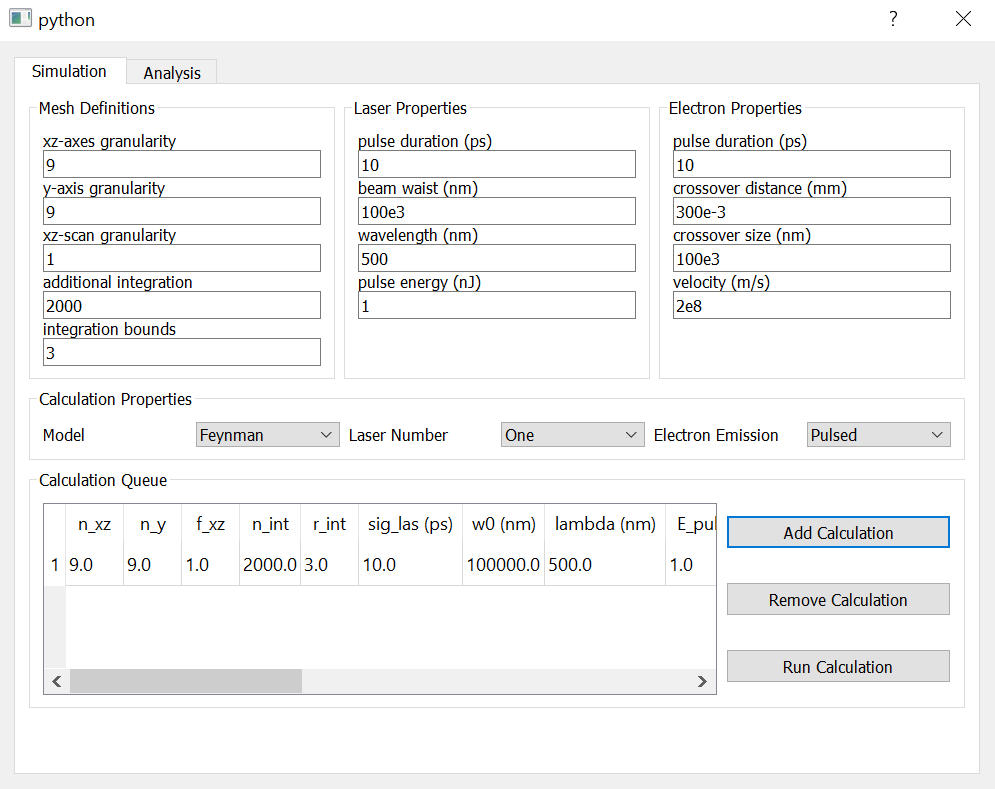 python
?
Simulation Analysis
Mesh Definitions
xz-axes granularity
9
y-axis granularity
9
xz-scan granularity
1
additional integration
2000
integration bounds
3
Laser Properties
pulse duration (ps)
10
beam waist (nm)
100e3
wavelength (nm)
500
pulse energy (nJ)
1
Electron Properties
pulse duration (ps)
10
crossover distance (mm)
300e-3
crossover size (nm)
100e3
velocity (m/s)
2e8
Calculation Properties
Model Feynman Laser Number One Electron Emission Pulsed
Calculation Queue
n_xz n_y f_xz n_int r_int sig_las (ps) w0 (nm) lambda (nm) E_pul
1 9.0 9.0 1.0 2000.0 3.0 10.0 100000.0 500.0 1.0
Add Calculation
Remove Calculation
Run Calculation